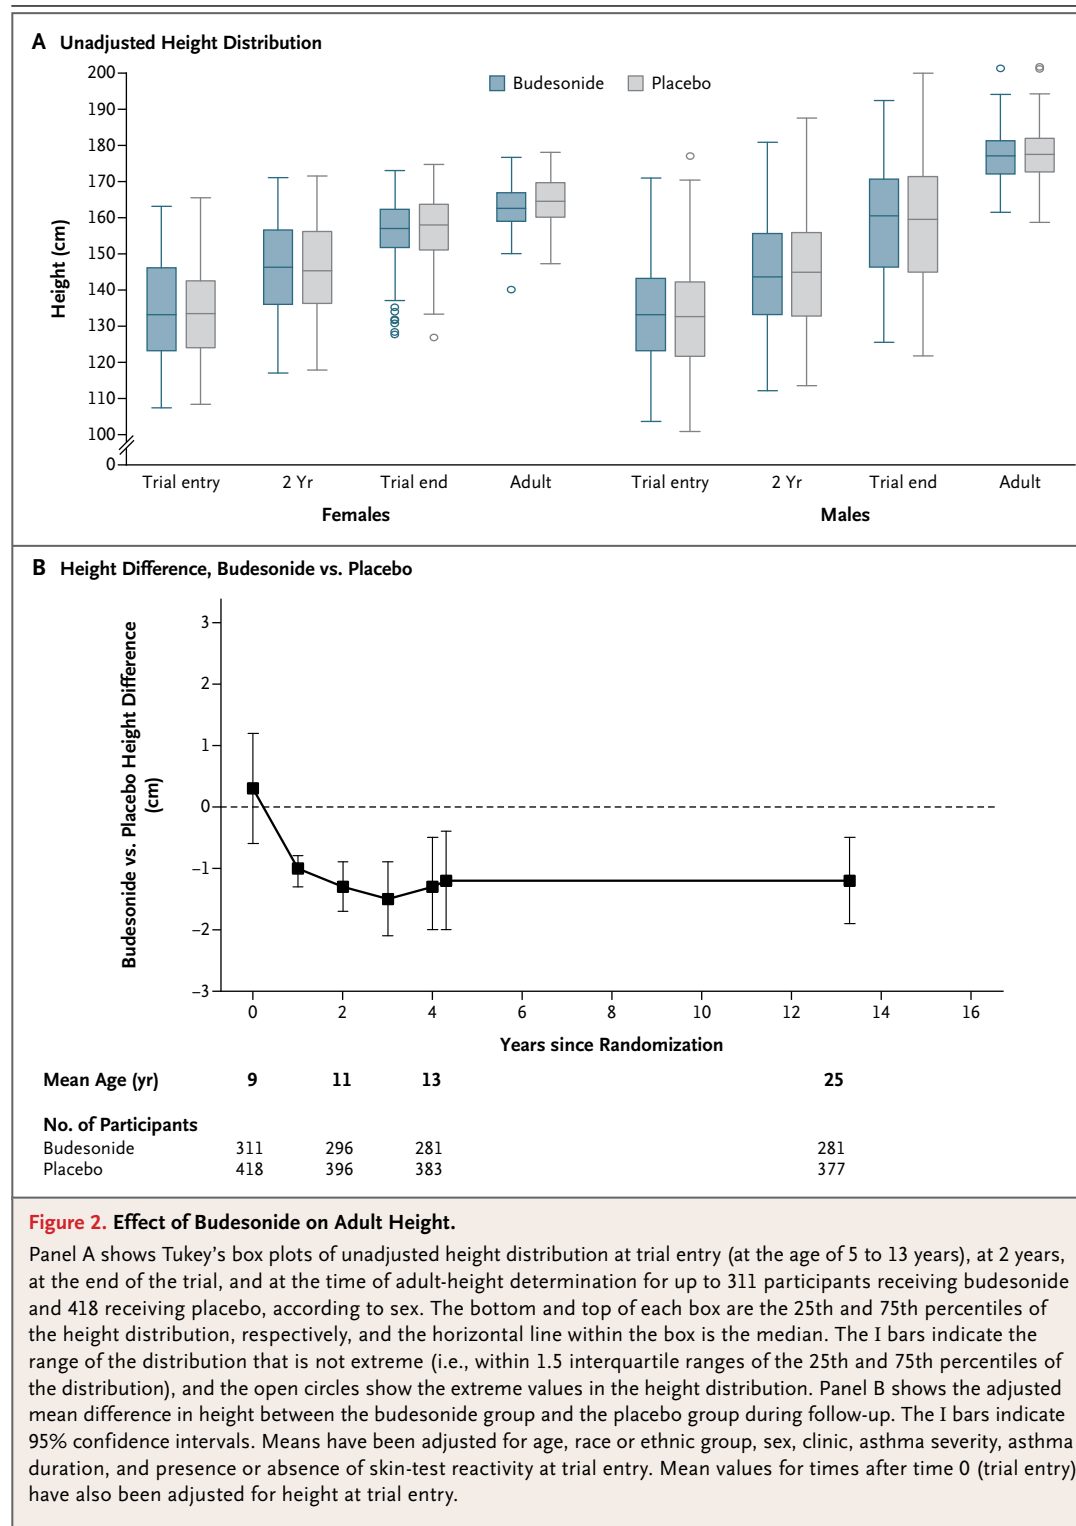 A Unadjusted Height Distribution
Budesonide Placebo
Height (cm)
200
190
180
170
160
150
140
130
120
110
100
0
Trial entry 2 Yr Trial end Adult Trial entry 2 Yr Trial end Adult
Females Males
B Height Difference, Budesonide vs. Placebo
Budesonide vs. Placebo Height Difference
(cm)
3
2
1
0
−1
−2
−3
0 2 4 6 8 10 12 14 16
Years since Randomization
Mean Age (yr) 9 11 13 25
No. of Participants
Budesonide 311 296 281 281
Placebo 418 396 383 377
Figure 2. Effect of Budesonide on Adult Height.
Panel A shows Tukey's box plots of unadjusted height distribution at trial entry (at the age of 5 to 13 years), at 2 years,
at the end of the trial, and at the time of adult-height determination for up to 311 participants receiving budesonide
and 418 receiving placebo, according to sex. The bottom and top of each box are the 25th and 75th percentiles of
the height distribution, respectively, and the horizontal line within the box is the median. The I bars indicate the
range of the distribution that is not extreme (i.e., within 1.5 interquartile ranges of the 25th and 75th percentiles of
the distribution), and the open circles show the extreme values in the height distribution. Panel B shows the adjusted
mean difference in height between the budesonide group and the placebo group during follow-up. The I bars indicate
95% confidence intervals. Means have been adjusted for age, race or ethnic group, sex, clinic, asthma severity, asthma
duration, and presence or absence of skin-test reactivity at trial entry. Mean values for times after time 0 (trial entry)
have also been adjusted for height at trial entry.